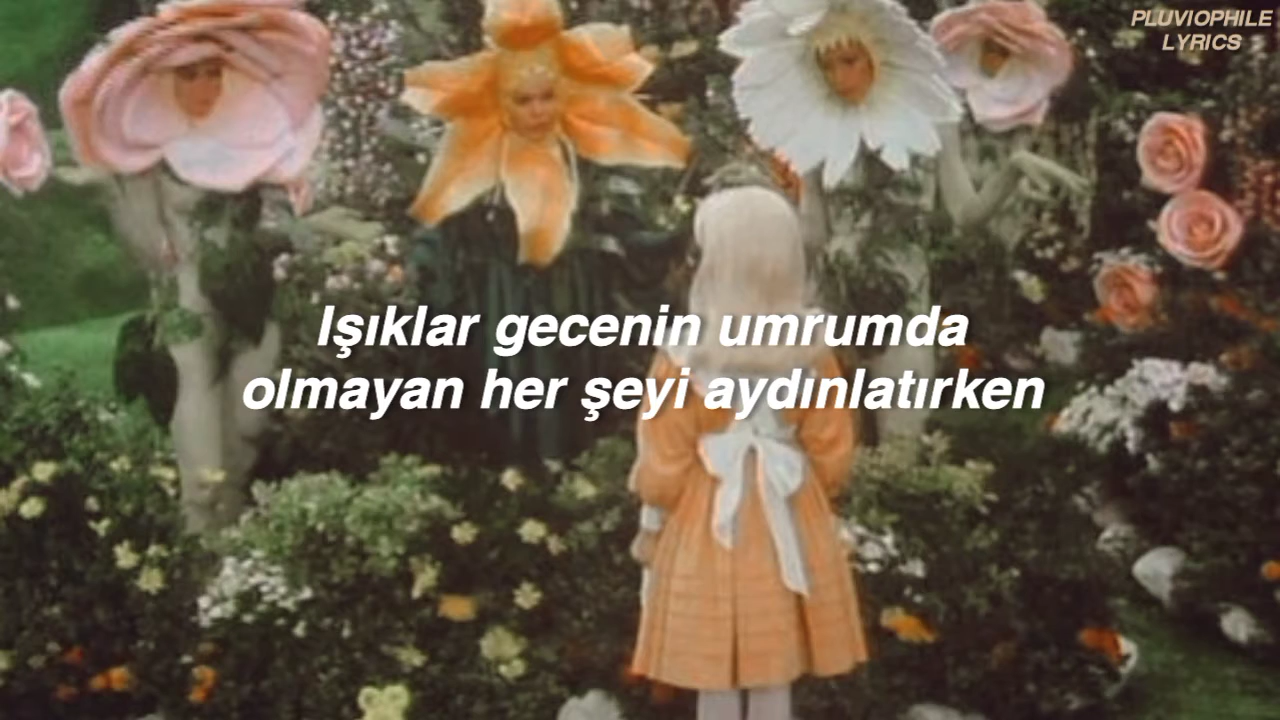 PLUVIOPHILE
LYRICS
Işıklar gecenin umrumda
olmayan her şeyi aydınlatırken